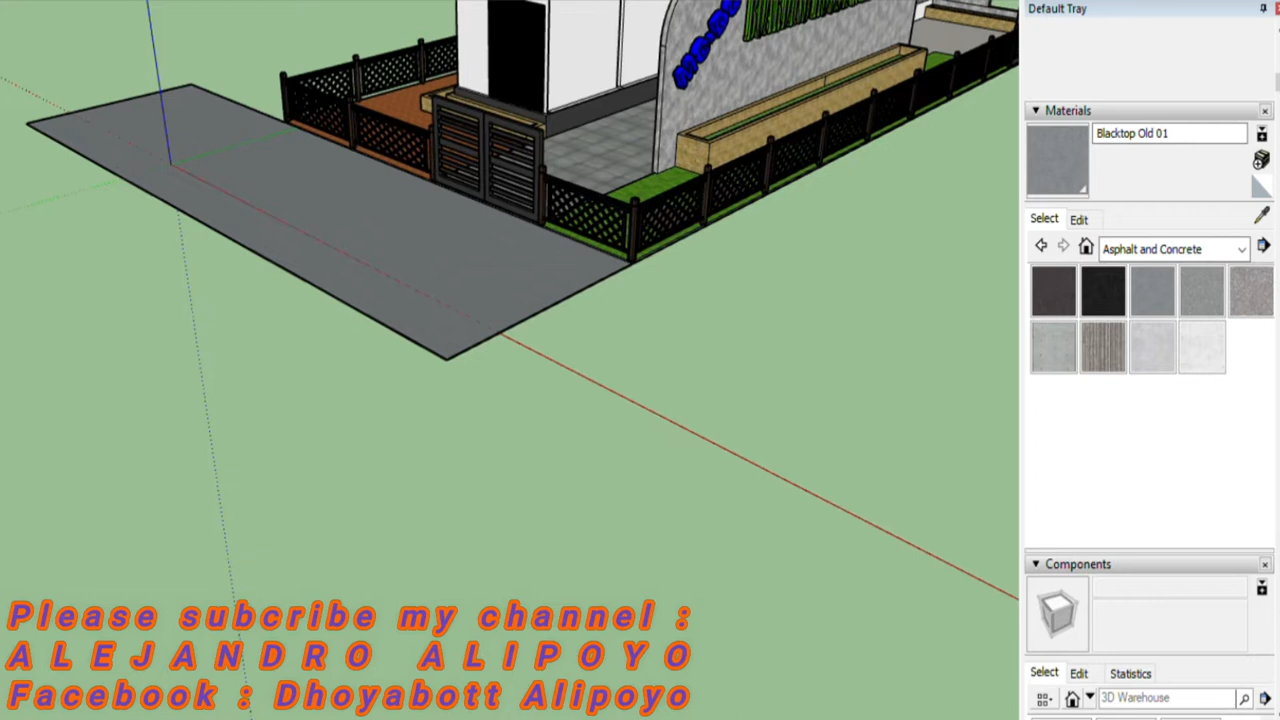 Default Tray
Materials
Blacktop Old 01
Select Edit
Asphalt and Concrete
Components
Select Edit Statistics
3D Warehouse
Please subcribe my channel :
ALEJANDRO ALIPOYO
Facebook : Dhoyabott Alipoyo